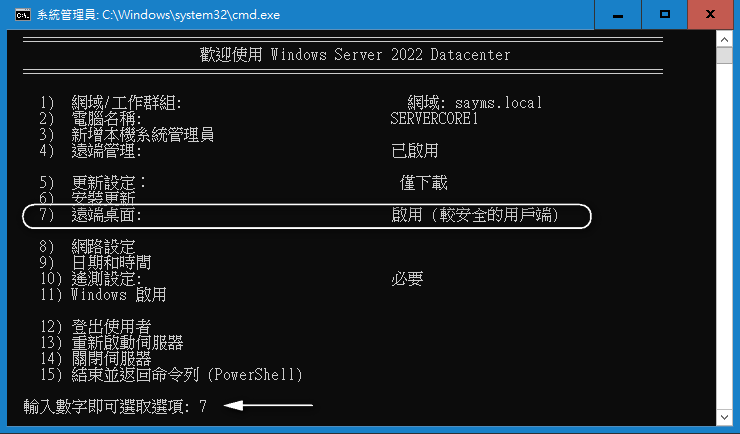 系統管理員: C:\Windows\system32\cmd.exe
歡迎使用 Windows Server 2022 Datacenter
1) 網域/工作群組: 網域: sayms.local
2) 電腦名稱: SERVERCORE1
3) 新增本機系統管理員
4) 遠端管理: 已啟用
5) 更新設定： 僅下載
6) 安裝更新
7) 遠端桌面: 啟用 (較安全的用戶端)
8) 網路設定
9) 日期和時間
10) 遙測設定: 必要
11) Windows 啟用
12) 登出使用者
13) 重新啟動伺服器
14) 關閉伺服器
15) 結束並返回命令列 (PowerShell)
輸入數字即可選取選項: 7